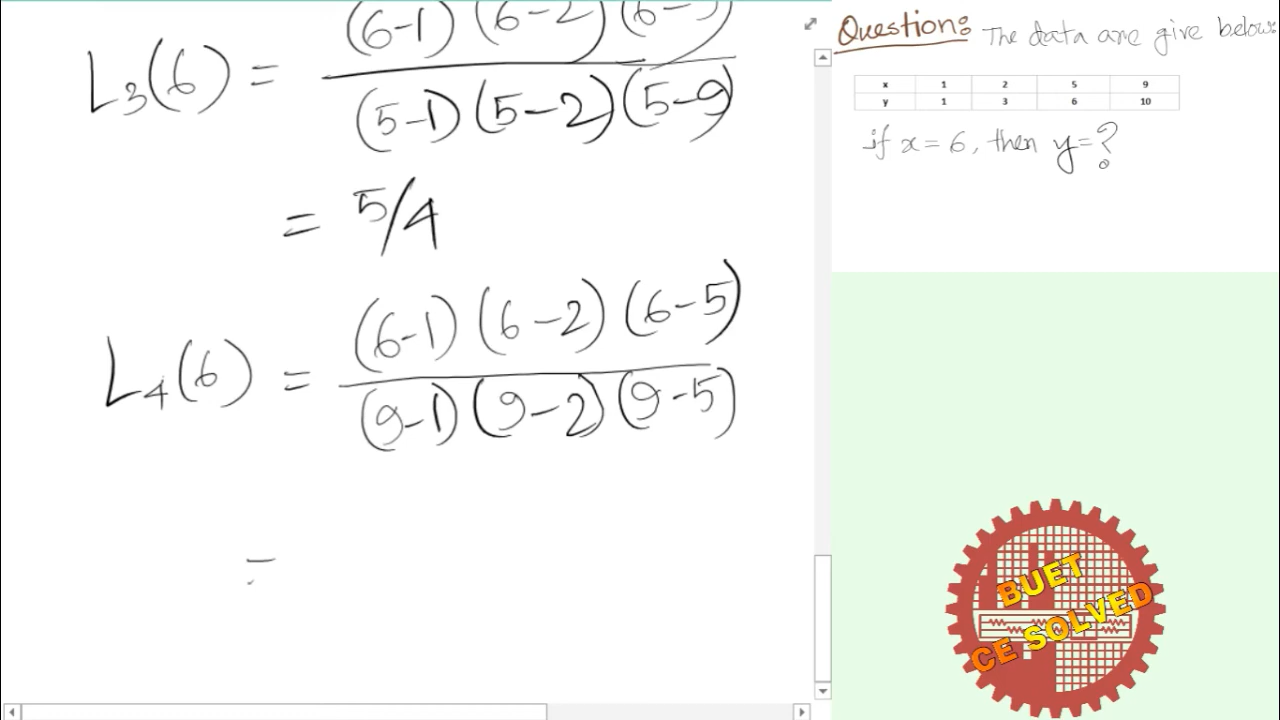 (6-1) (6-2) (6-
L3(6) =
(5-1) (5-2) (5-9)
= 5/4
(6-1) (6-2) (6-5)
L4(6) =
(9-1) (9-2) (9-5)
=
Question: The data are give below:
x 1 2 5 9
y 1 3 6 10
if x = 6, then y = ?
BUET
CE SOLVED